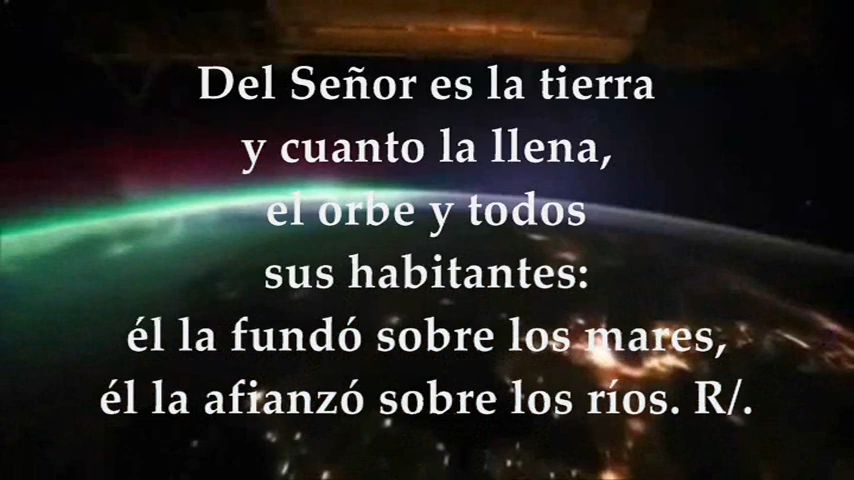 Del Señor es la tierra
y cuanto la llena,
el orbe y todos
sus habitantes:
él la fundó sobre los mares,
él la afianzó sobre los ríos. R/.